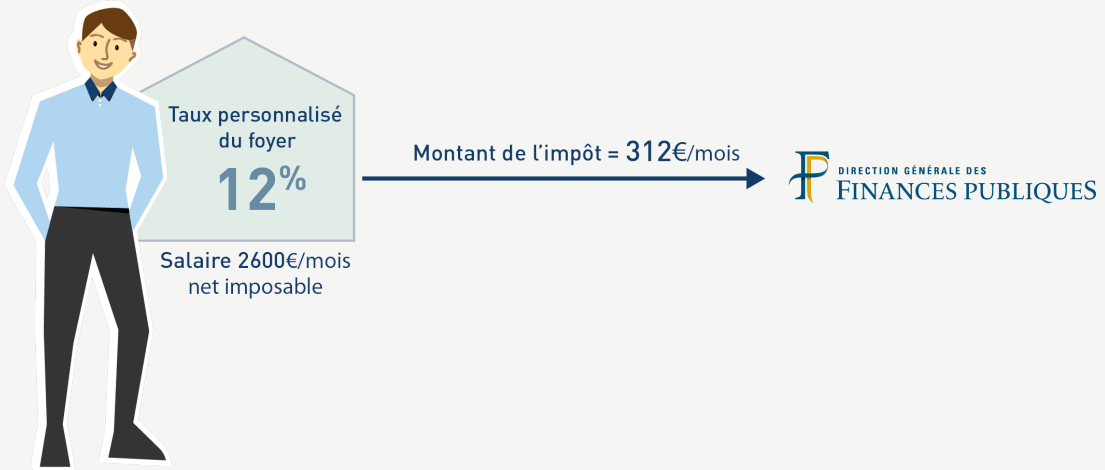 Taux personnalisé
du foyer
12%
Salaire 2600€/mois
net imposable
Montant de l’impôt = 312€/mois
DIRECTION GÉNÉRALE DES
FINANCES PUBLIQUES